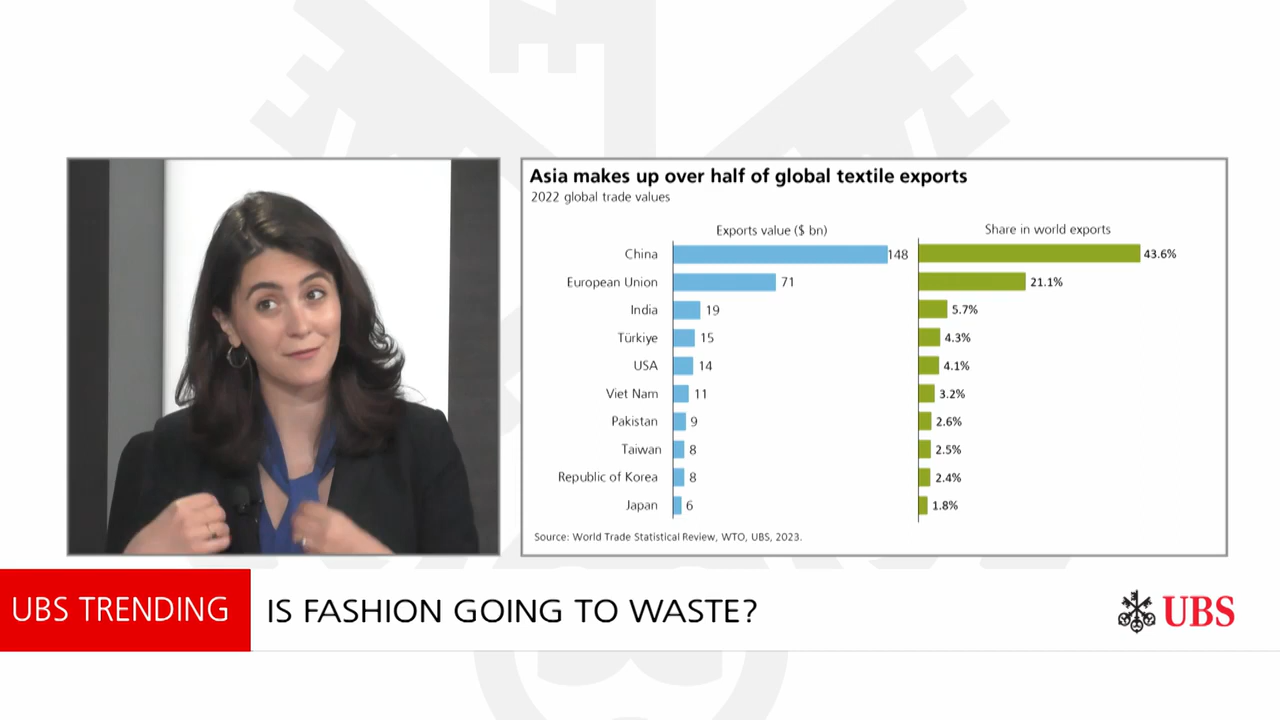 Asia makes up over half of global textile exports
2022 global trade values
Exports value ($ bn) Share in world exports
China 148 43.6%
European Union 71 21.1%
India 19 5.7%
Türkiye 15 4.3%
USA 14 4.1%
Viet Nam 11 3.2%
Pakistan 9 2.6%
Taiwan 8 2.5%
Republic of Korea 8 2.4%
Japan 6 1.8%
Source: World Trade Statistical Review, WTO, UBS, 2023.
UBS TRENDING IS FASHION GOING TO WASTE? UBS